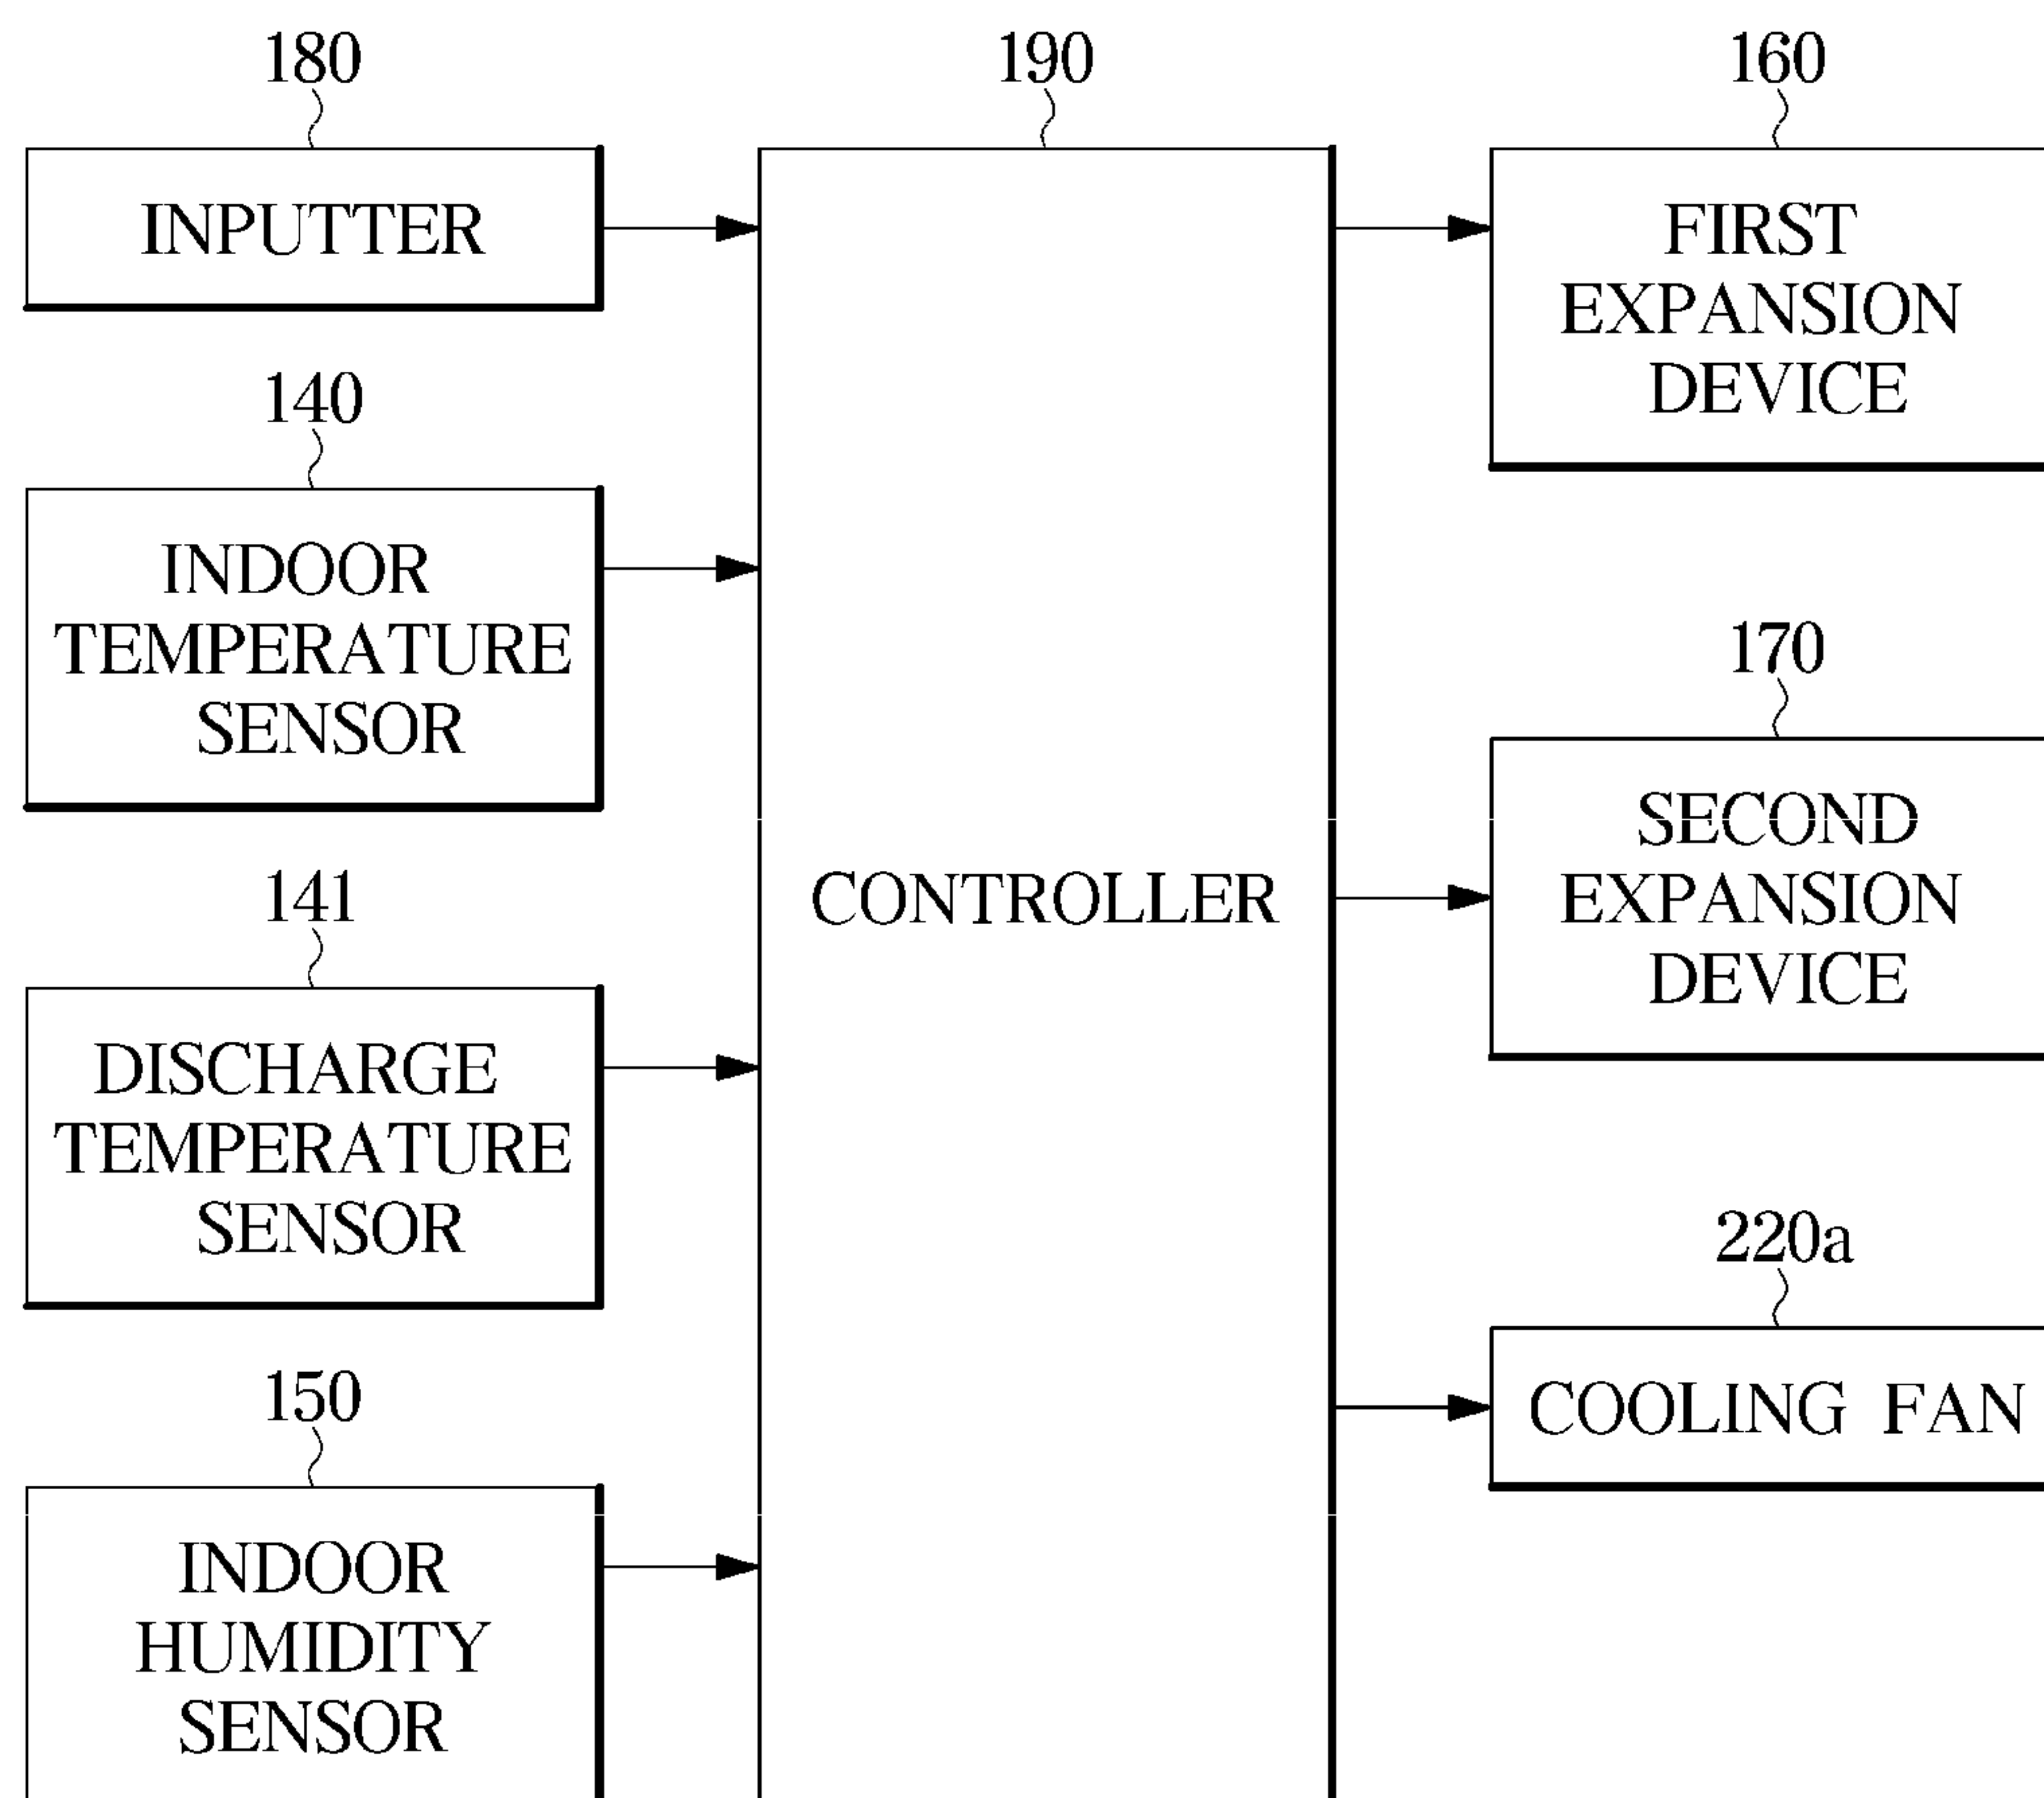 180
INPUTTER
140
INDOOR
TEMPERATURE
SENSOR
141
DISCHARGE
TEMPERATURE
SENSOR
150
INDOOR
HUMIDITY
SENSOR
190
CONTROLLER
160
FIRST
EXPANSION
DEVICE
170
SECOND
EXPANSION
DEVICE
220a
COOLING FAN